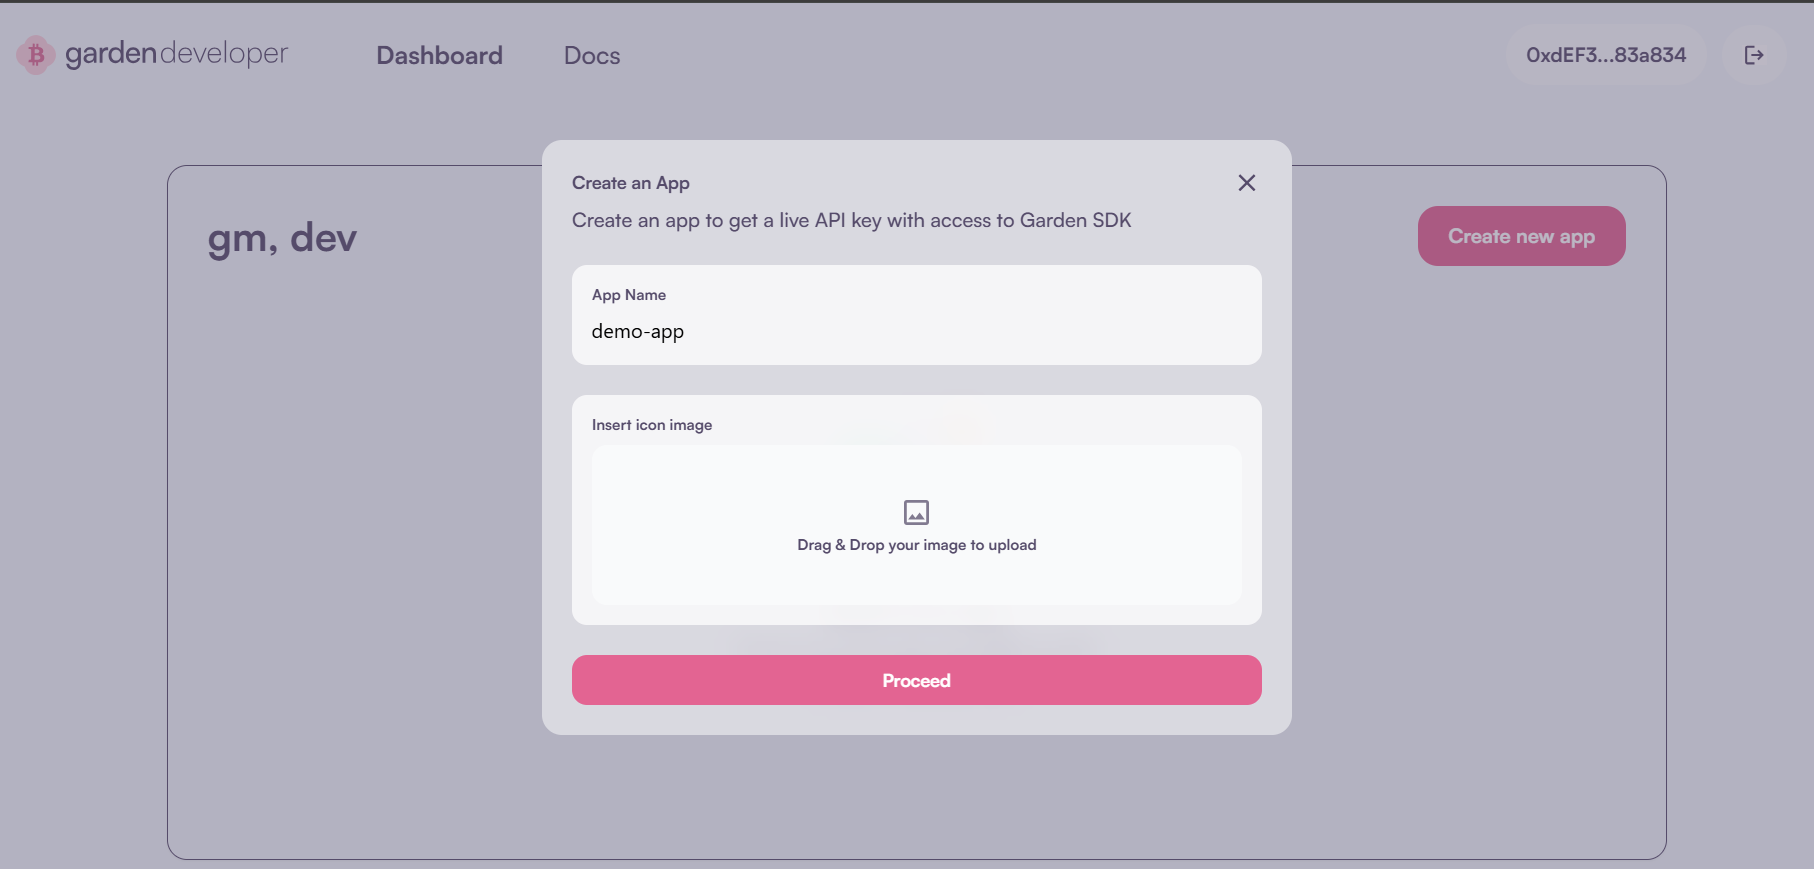 gardendeveloper
Dashboard
Docs
0xdEF3...83a834
gm, dev
Create new app
Create an App
Create an app to get a live API key with access to Garden SDK
App Name
demo-app
Insert icon image
Drag & Drop your image to upload
Proceed